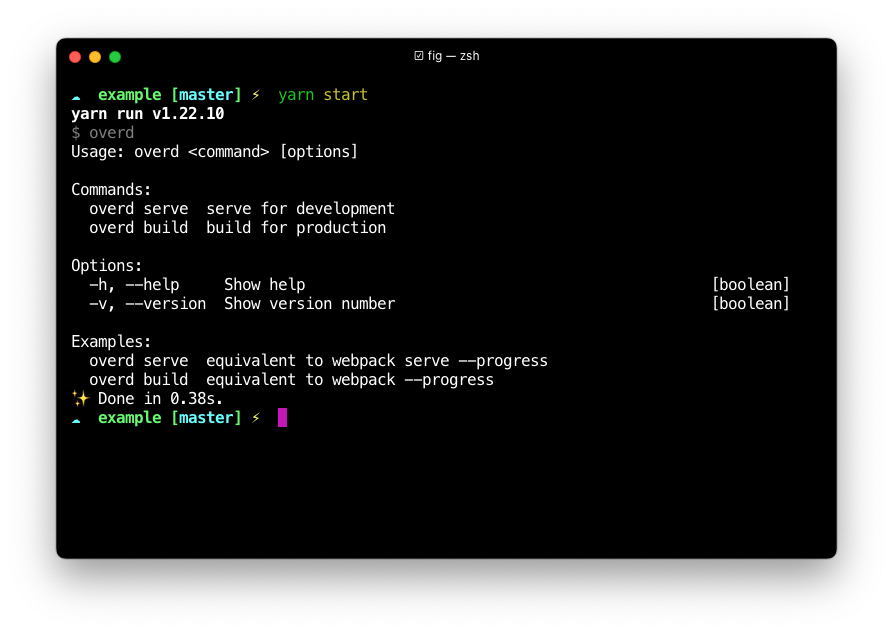 ☑ fig — zsh
☁  example [master] ⚡  yarn start
yarn run v1.22.10
$ overd
Usage: overd <command> [options]
Commands:
  overd serve  serve for development
  overd build  build for production
Options:
  -h, --help     Show help                                             [boolean]
  -v, --version  Show version number                                   [boolean]
Examples:
  overd serve  equivalent to webpack serve --progress
  overd build  equivalent to webpack --progress
✨ Done in 0.38s.
☁  example [master] ⚡